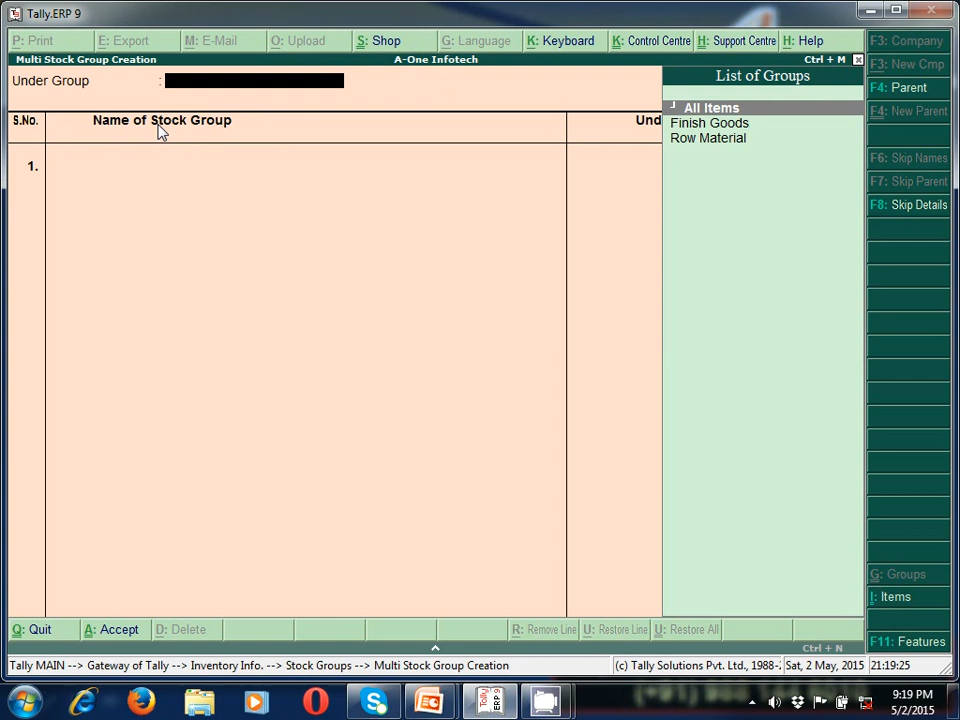 Tally.ERP 9
P: Print E: Export M: E-Mail O: Upload S: Shop G: Language K: Keyboard K: Control Centre H: Support Centre H: Help
F3: Company
Multi Stock Group Creation A-One Infotech Ctrl + M
F3: New Cmp
Under Group :
List of Groups
F4: Parent
All Items
F4: New Parent
S.No. Name of Stock Group Und
Finish Goods
Row Material
1.
F6: Skip Names
F7: Skip Parent
F8: Skip Details
G: Groups
I: Items
Q: Quit A: Accept D: Delete R: Remove Line U: Restore Line U: Restore All
F11: Features
Ctrl + N
Tally MAIN --> Gateway of Tally --> Inventory Info. --> Stock Groups --> Multi Stock Group Creation (c) Tally Solutions Pvt. Ltd., 1988- Sat, 2 May, 2015 21:19:25
Tally ERP 9
9:19 PM
5/2/2015